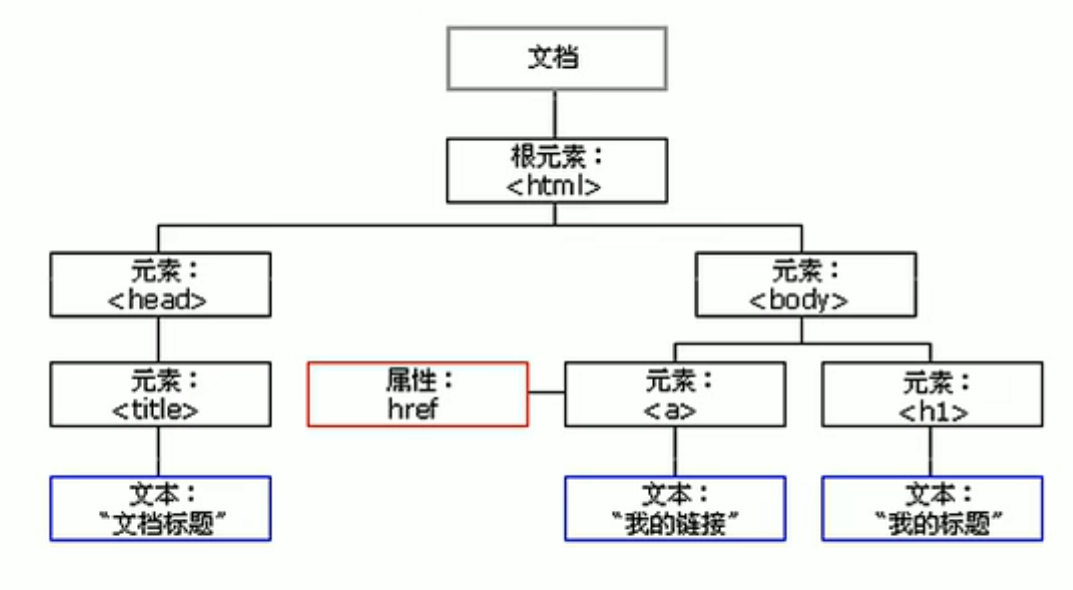 文档
根元素：
<html>
元素：
<head>
元素：
<body>
元素：
<title>
属性：
href
元素：
<a>
元素：
<h1>
文本：
“文档标题”
文本：
“我的链接”
文本：
“我的标题”